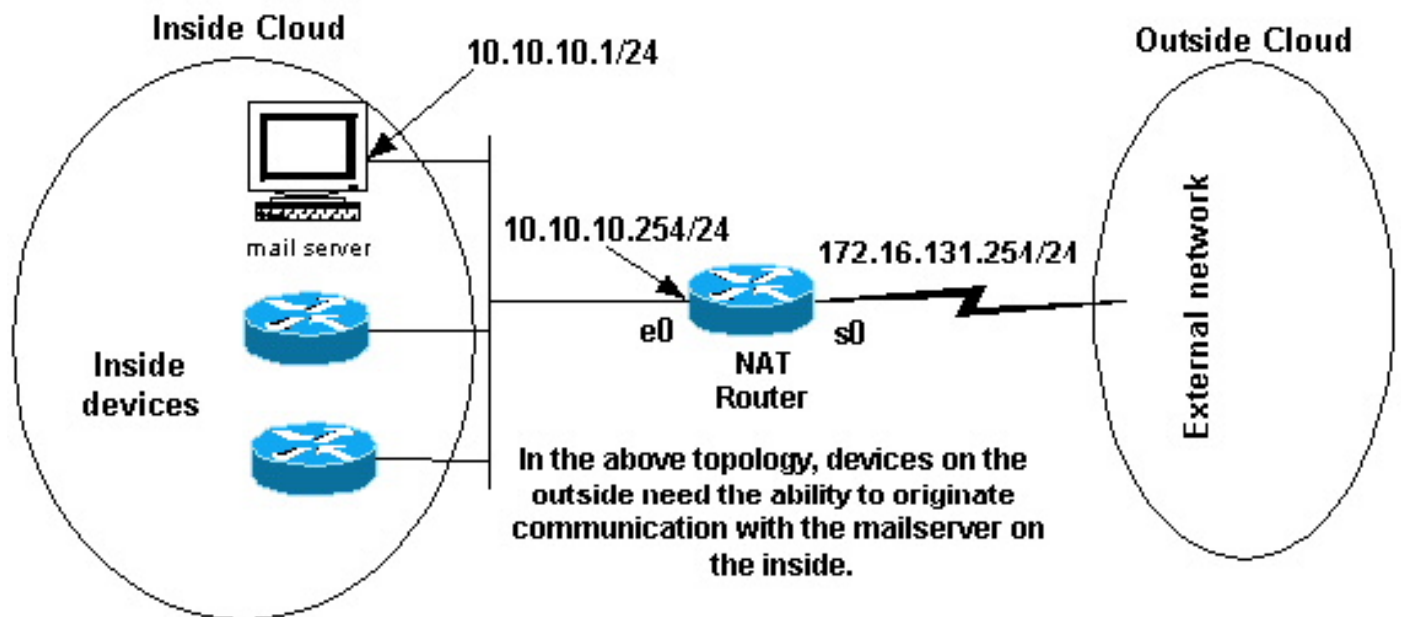 Inside Cloud
10.10.10.1/24
Outside Cloud
mail server
10.10.10.254/24
172.16.131.254/24
e0
s0
NAT
Router
Inside
devices
External network
In the above topology, devices on the
outside need the ability to originate
communication with the mailserver on
the inside.